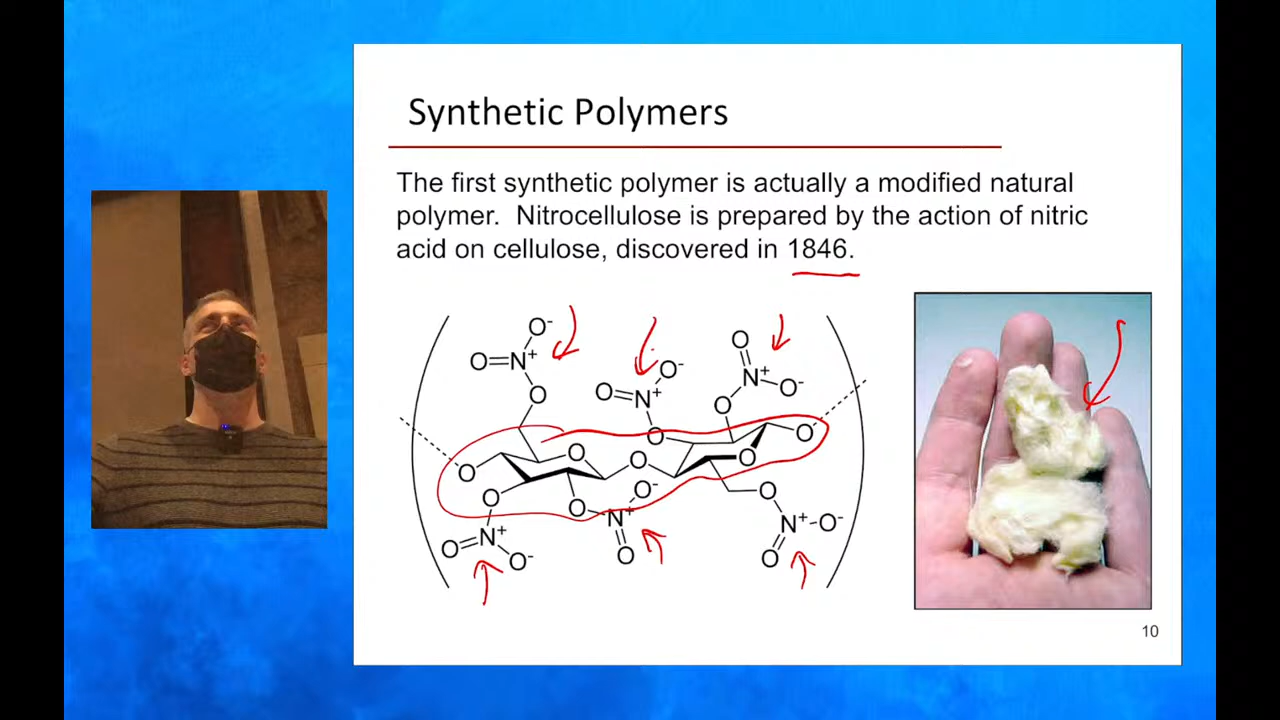 Synthetic Polymers
The first synthetic polymer is actually a modified natural
polymer.  Nitrocellulose is prepared by the action of nitric
acid on cellulose, discovered in 1846.
O-
O=N+
O
O-
O=N+
O
O
N+
O-
O
O
O
O
O
O
O
O
O-
N+
O
O
O=N+
O-
O
N+-O-
O
10